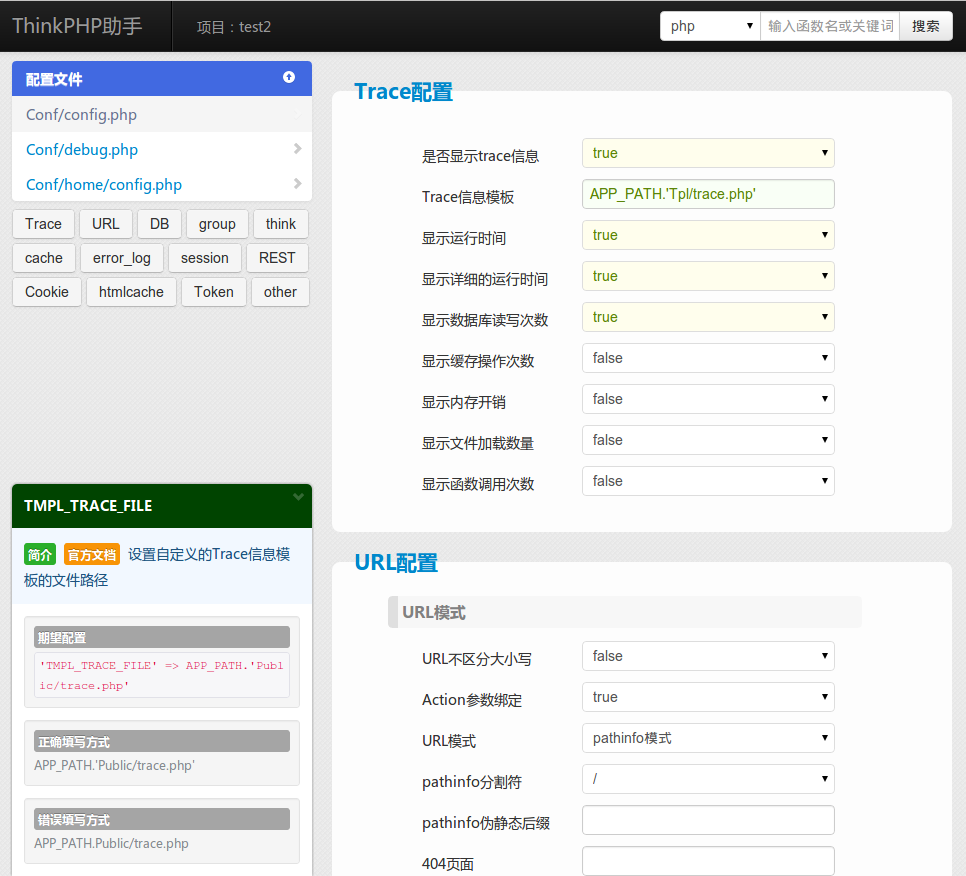 ThinkPHP助手
项目：test2
php
输入函数名或关键词
搜索
配置文件
Conf/config.php
Conf/debug.php
Conf/home/config.php
Trace URL DB group think
cache error_log session REST
Cookie htmlcache Token other
TMPL_TRACE_FILE
简介 官方文档 设置自定义的Trace信息模
板的文件路径
期望配置
'TMPL_TRACE_FILE' => APP_PATH.'Publ
ic/trace.php'
正确填写方式
APP_PATH.'Public/trace.php'
错误填写方式
APP_PATH.Public/trace.php
Trace配置
是否显示trace信息 true
Trace信息模板 APP_PATH.'Tpl/trace.php'
显示运行时间 true
显示详细的运行时间 true
显示数据库读写次数 true
显示缓存操作次数 false
显示内存开销 false
显示文件加载数量 false
显示函数调用次数 false
URL配置
URL模式
URL不区分大小写 false
Action参数绑定 true
URL模式 pathinfo模式
pathinfo分割符 /
pathinfo伪静态后缀
404页面